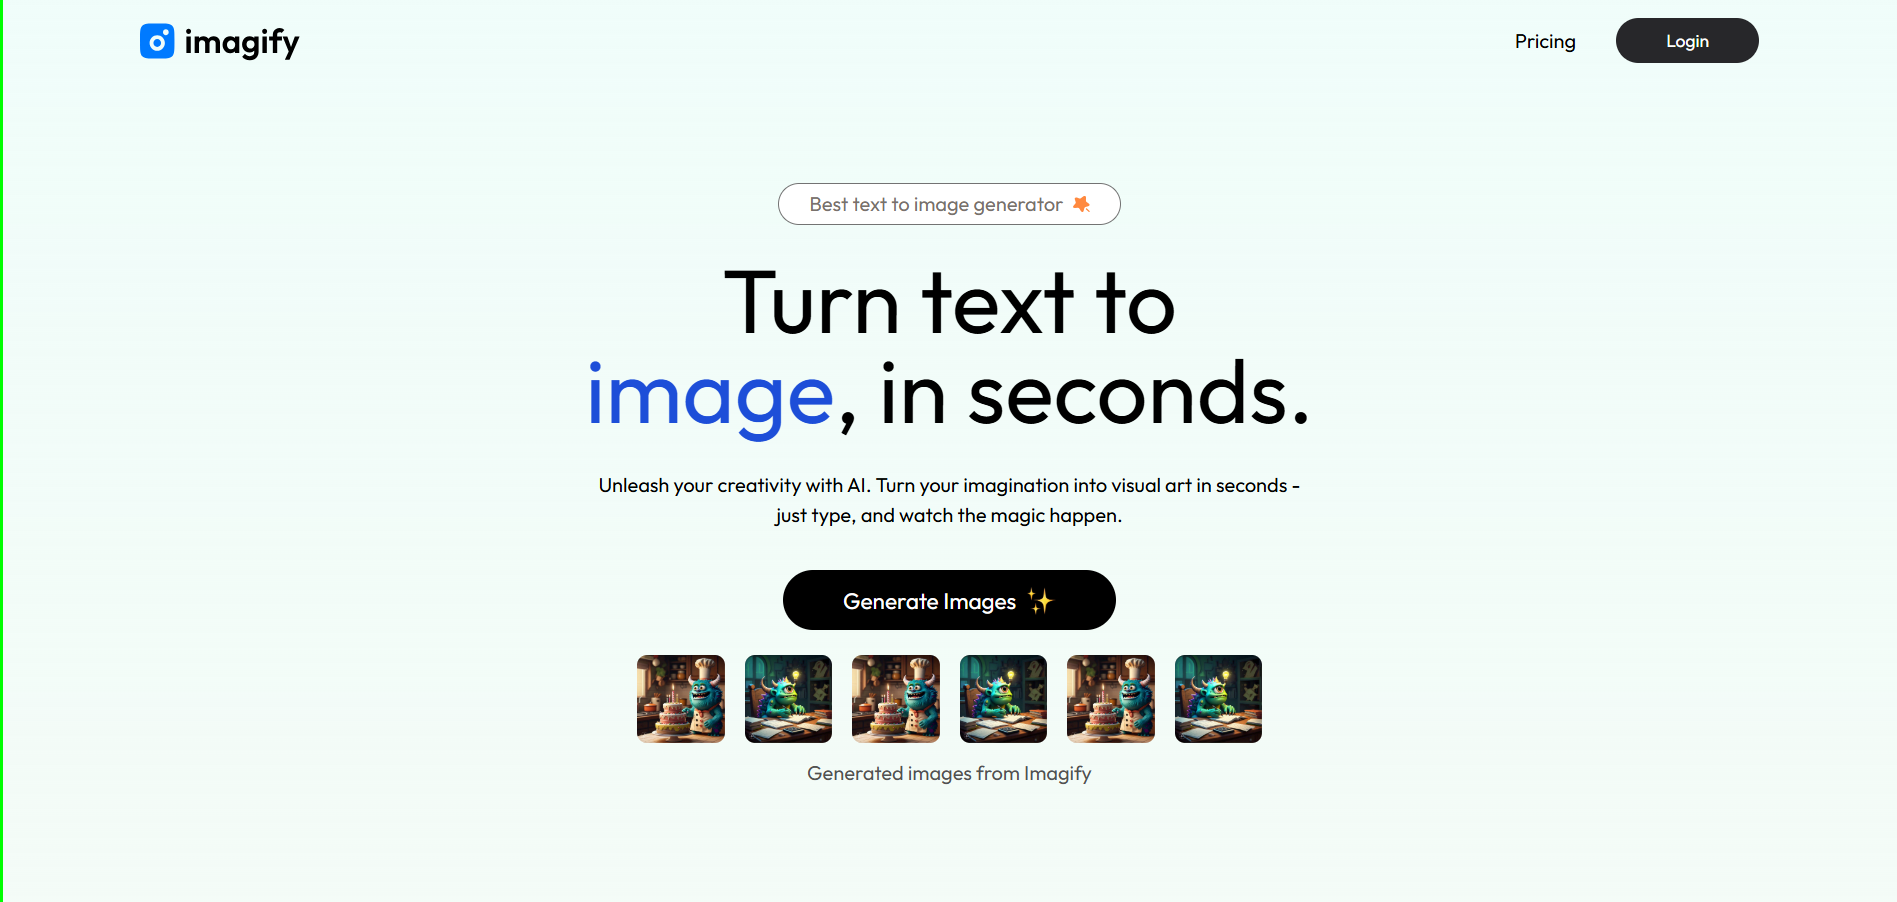 imagify
Pricing
Login
Best text to image generator
Turn text to
image, in seconds.
Unleash your creativity with AI. Turn your imagination into visual art in seconds -
just type, and watch the magic happen.
Generate Images
Generated images from Imagify